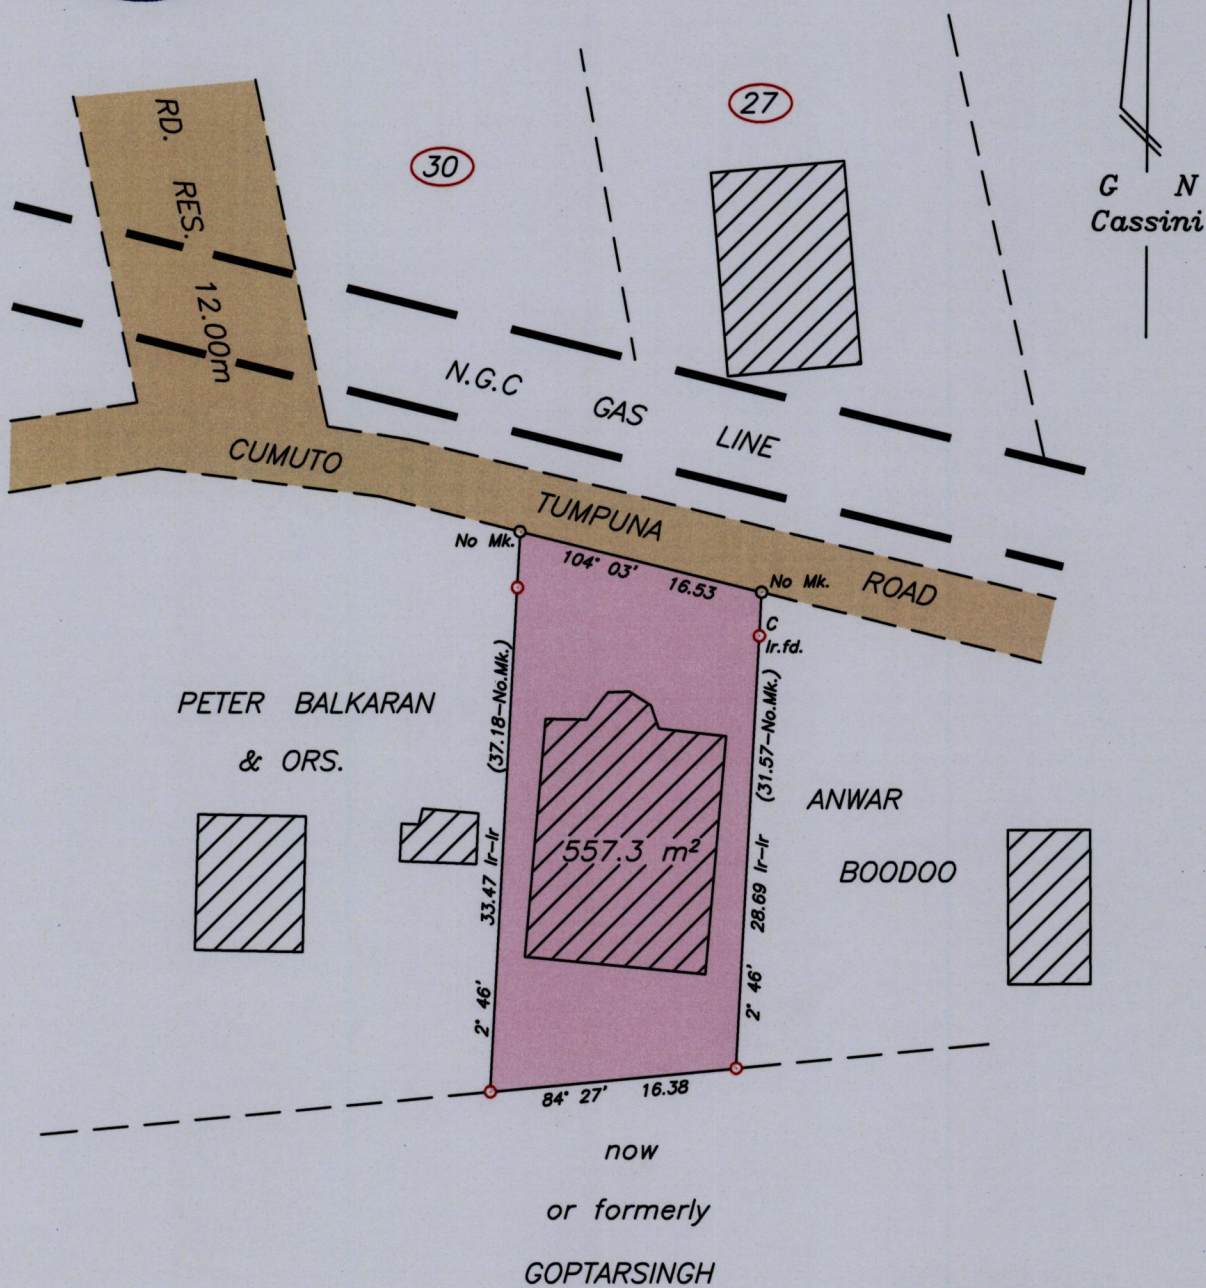 27
30
G N
Cassini
RD. RES. 12.00m
N.G.C GAS LINE
CUMUTO TUMPUNA ROAD
No Mk.
104° 03' 16.53
No Mk.
C
Ir.fd.
PETER BALKARAN
& ORS.
2° 46' 33.47 Ir-Ir (37.18-No.Mk.)
557.3 m²
2° 46' 28.69 Ir-Ir (31.57-No.Mk.)
ANWAR
BOODOO
84° 27' 16.38
now
or formerly
GOPTARSINGH